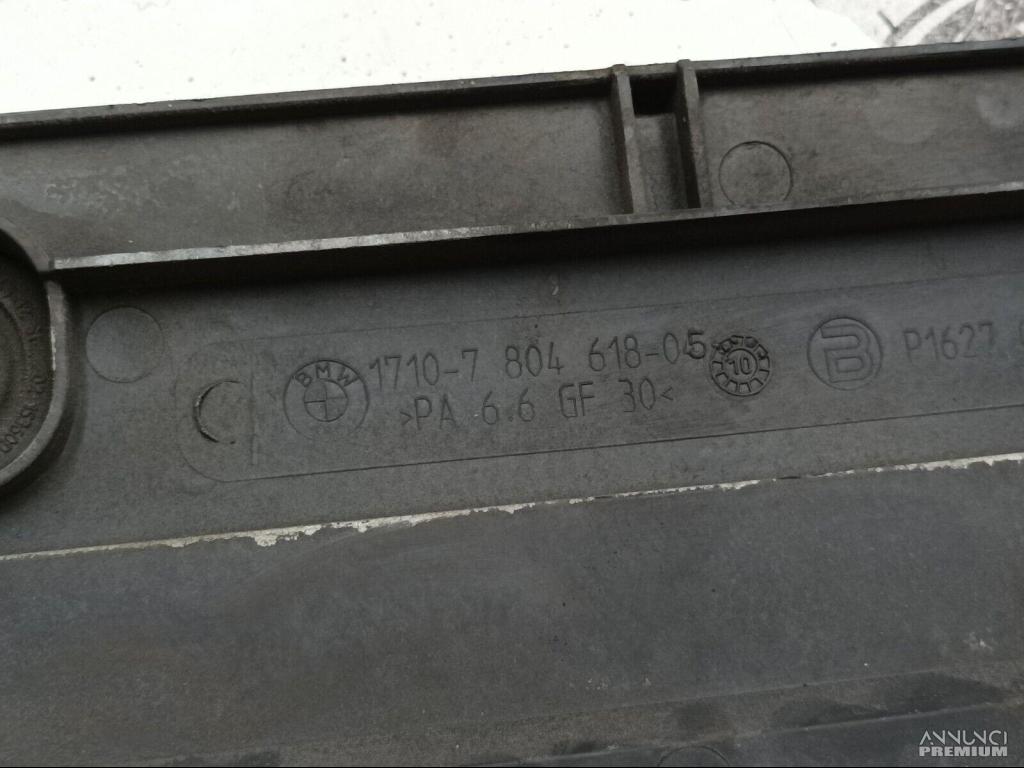 BMW
1710-7 804 618-05
>PA 6.6 GF 30<
10
B
P1627
ANNUNCI
PREMIUM